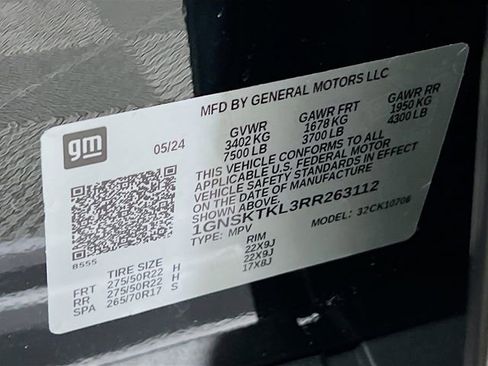 MFD BY GENERAL MOTORS LLC
gm
05/24
GVWR GAWR FRT GAWR RR
3402 KG 1678 KG 1950 KG
7500 LB 3700 LB 4300 LB
THIS VEHICLE CONFORMS TO ALL
APPLICABLE U.S. FEDERAL MOTOR
VEHICLE SAFETY STANDARDS IN EFFECT
ON THE DATE OF MANUFACTURE
SHOWN ABOVE.
1GNSKTKL3RR263112
TYPE: MPV MODEL: 32CK10706
8555
TIRE SIZE RIM
FRT 275/50R22 H 22X9J
RR 275/50R22 H 22X9J
SPA 265/70R17 S 17X8J